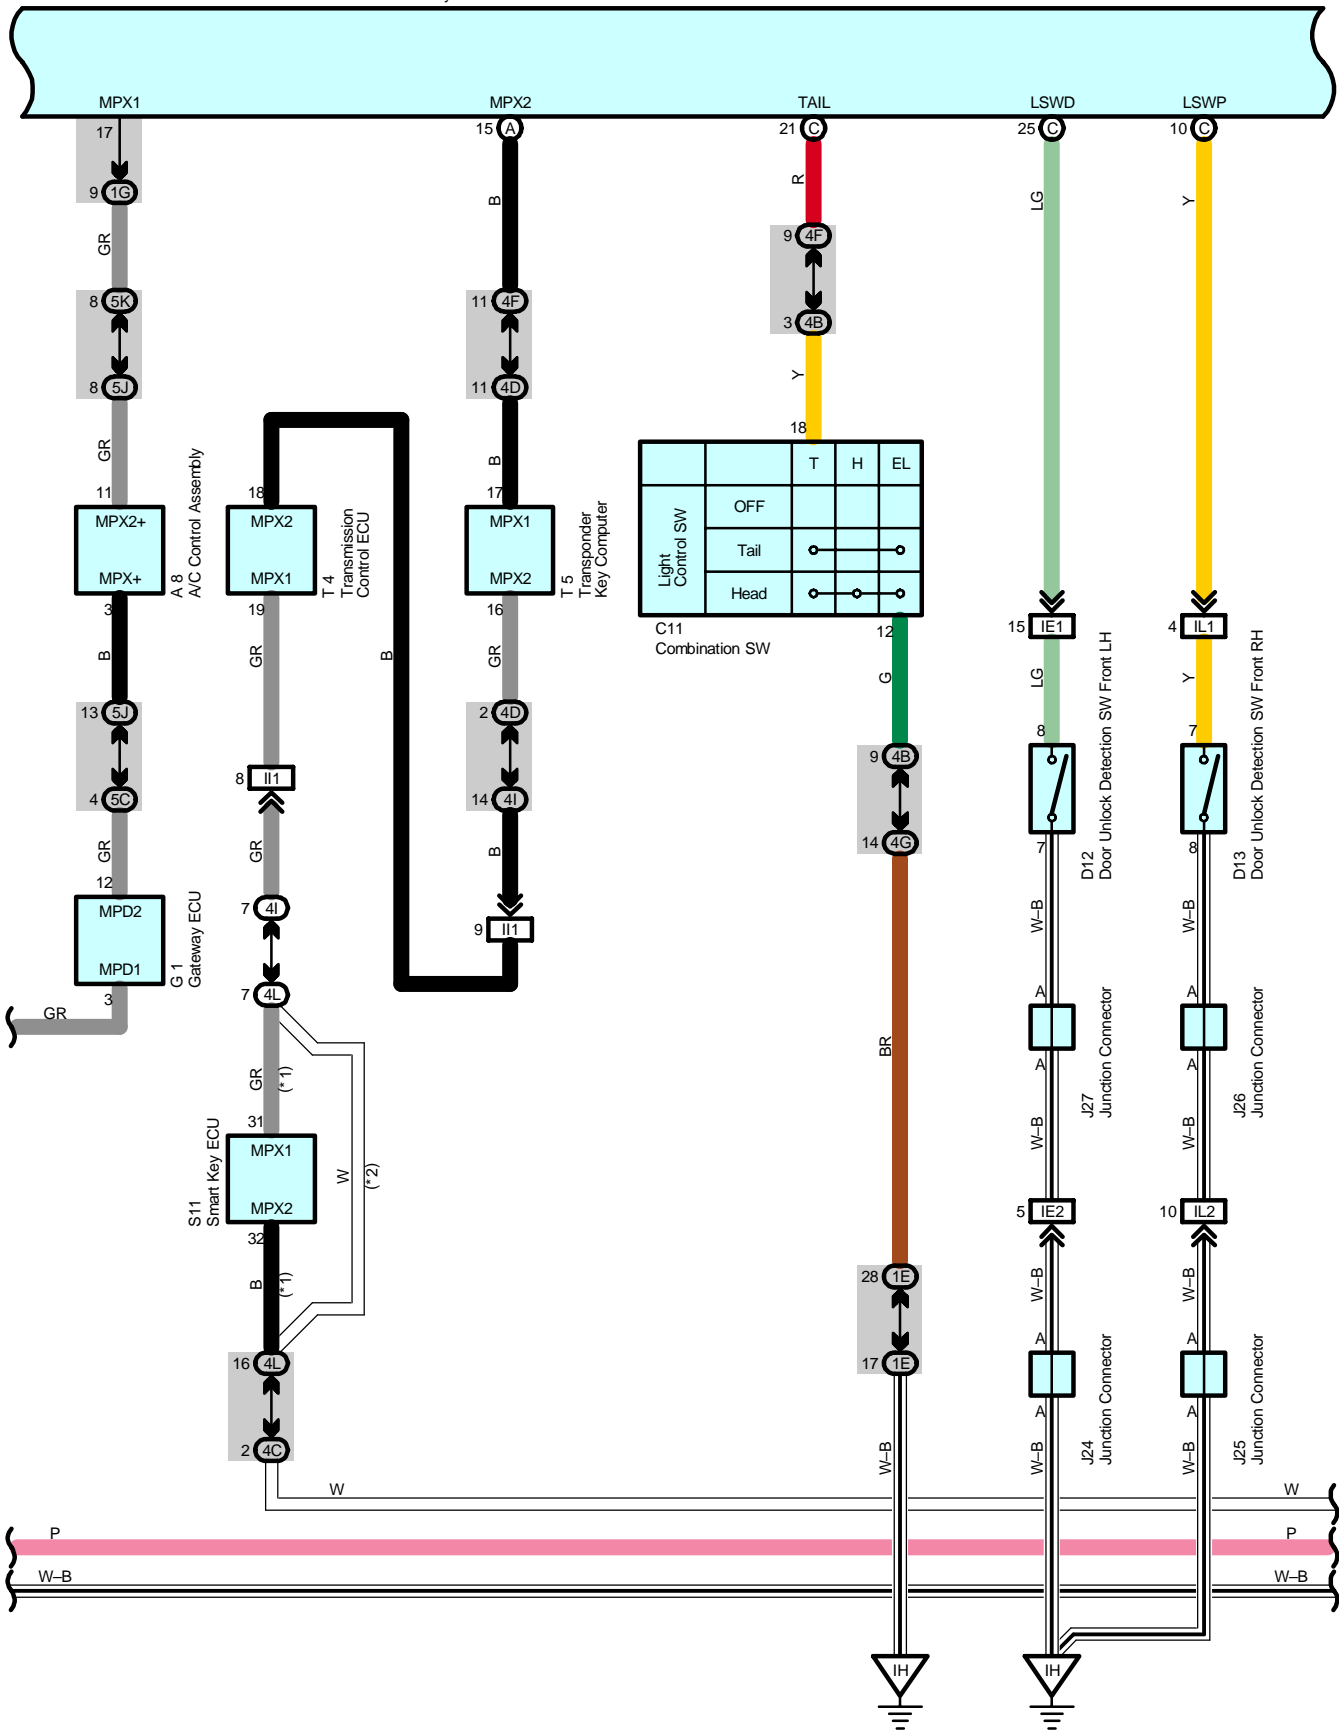 MPX1 MPX2 TAIL LSWD LSWP
17 15 A 21 C 25 C 10 C
9 1G
GR B R LG Y
9 4F
8 5K 11 4F
3 4B
8 5J 11 4D
GR B Y
11 18 17 18
MPX2+ MPX2 MPX1
MPX+ MPX1 MPX2
A 8
A/C Control Assembly
T 4
Transmission
Control ECU
T 5
Transponder
Key Computer
T H EL
Light
Control SW
OFF
Tail
Head
C11
Combination SW
3 19 16 12 15 IE1 4 IL1
B GR B GR G LG Y
13 5J 2 4D 8 7
4 5C 8 II1 14 4I 9 4B
14 4G
7 8
D12
Door Unlock Detection SW Front LH
D13
Door Unlock Detection SW Front RH
GR GR B
12
MPD2
MPD1
G 1
Gateway ECU
3
GR
7 4I 9 II1
7 4L
W–B W–B
A A
A A
J27
Junction Connector
J26
Junction Connector
GR
(*1)
BR
31
MPX1
MPX2
S11
Smart Key ECU
32
W
(*2)
B
(*1)
W–B W–B
5 IE2 10 IL2
28 1E
W–B W–B
16 4L 17 1E
A A
A A
J24
Junction Connector
J25
Junction Connector
2 4C
W–B W–B W–B
W W
P P
W–B W–B
IH IH